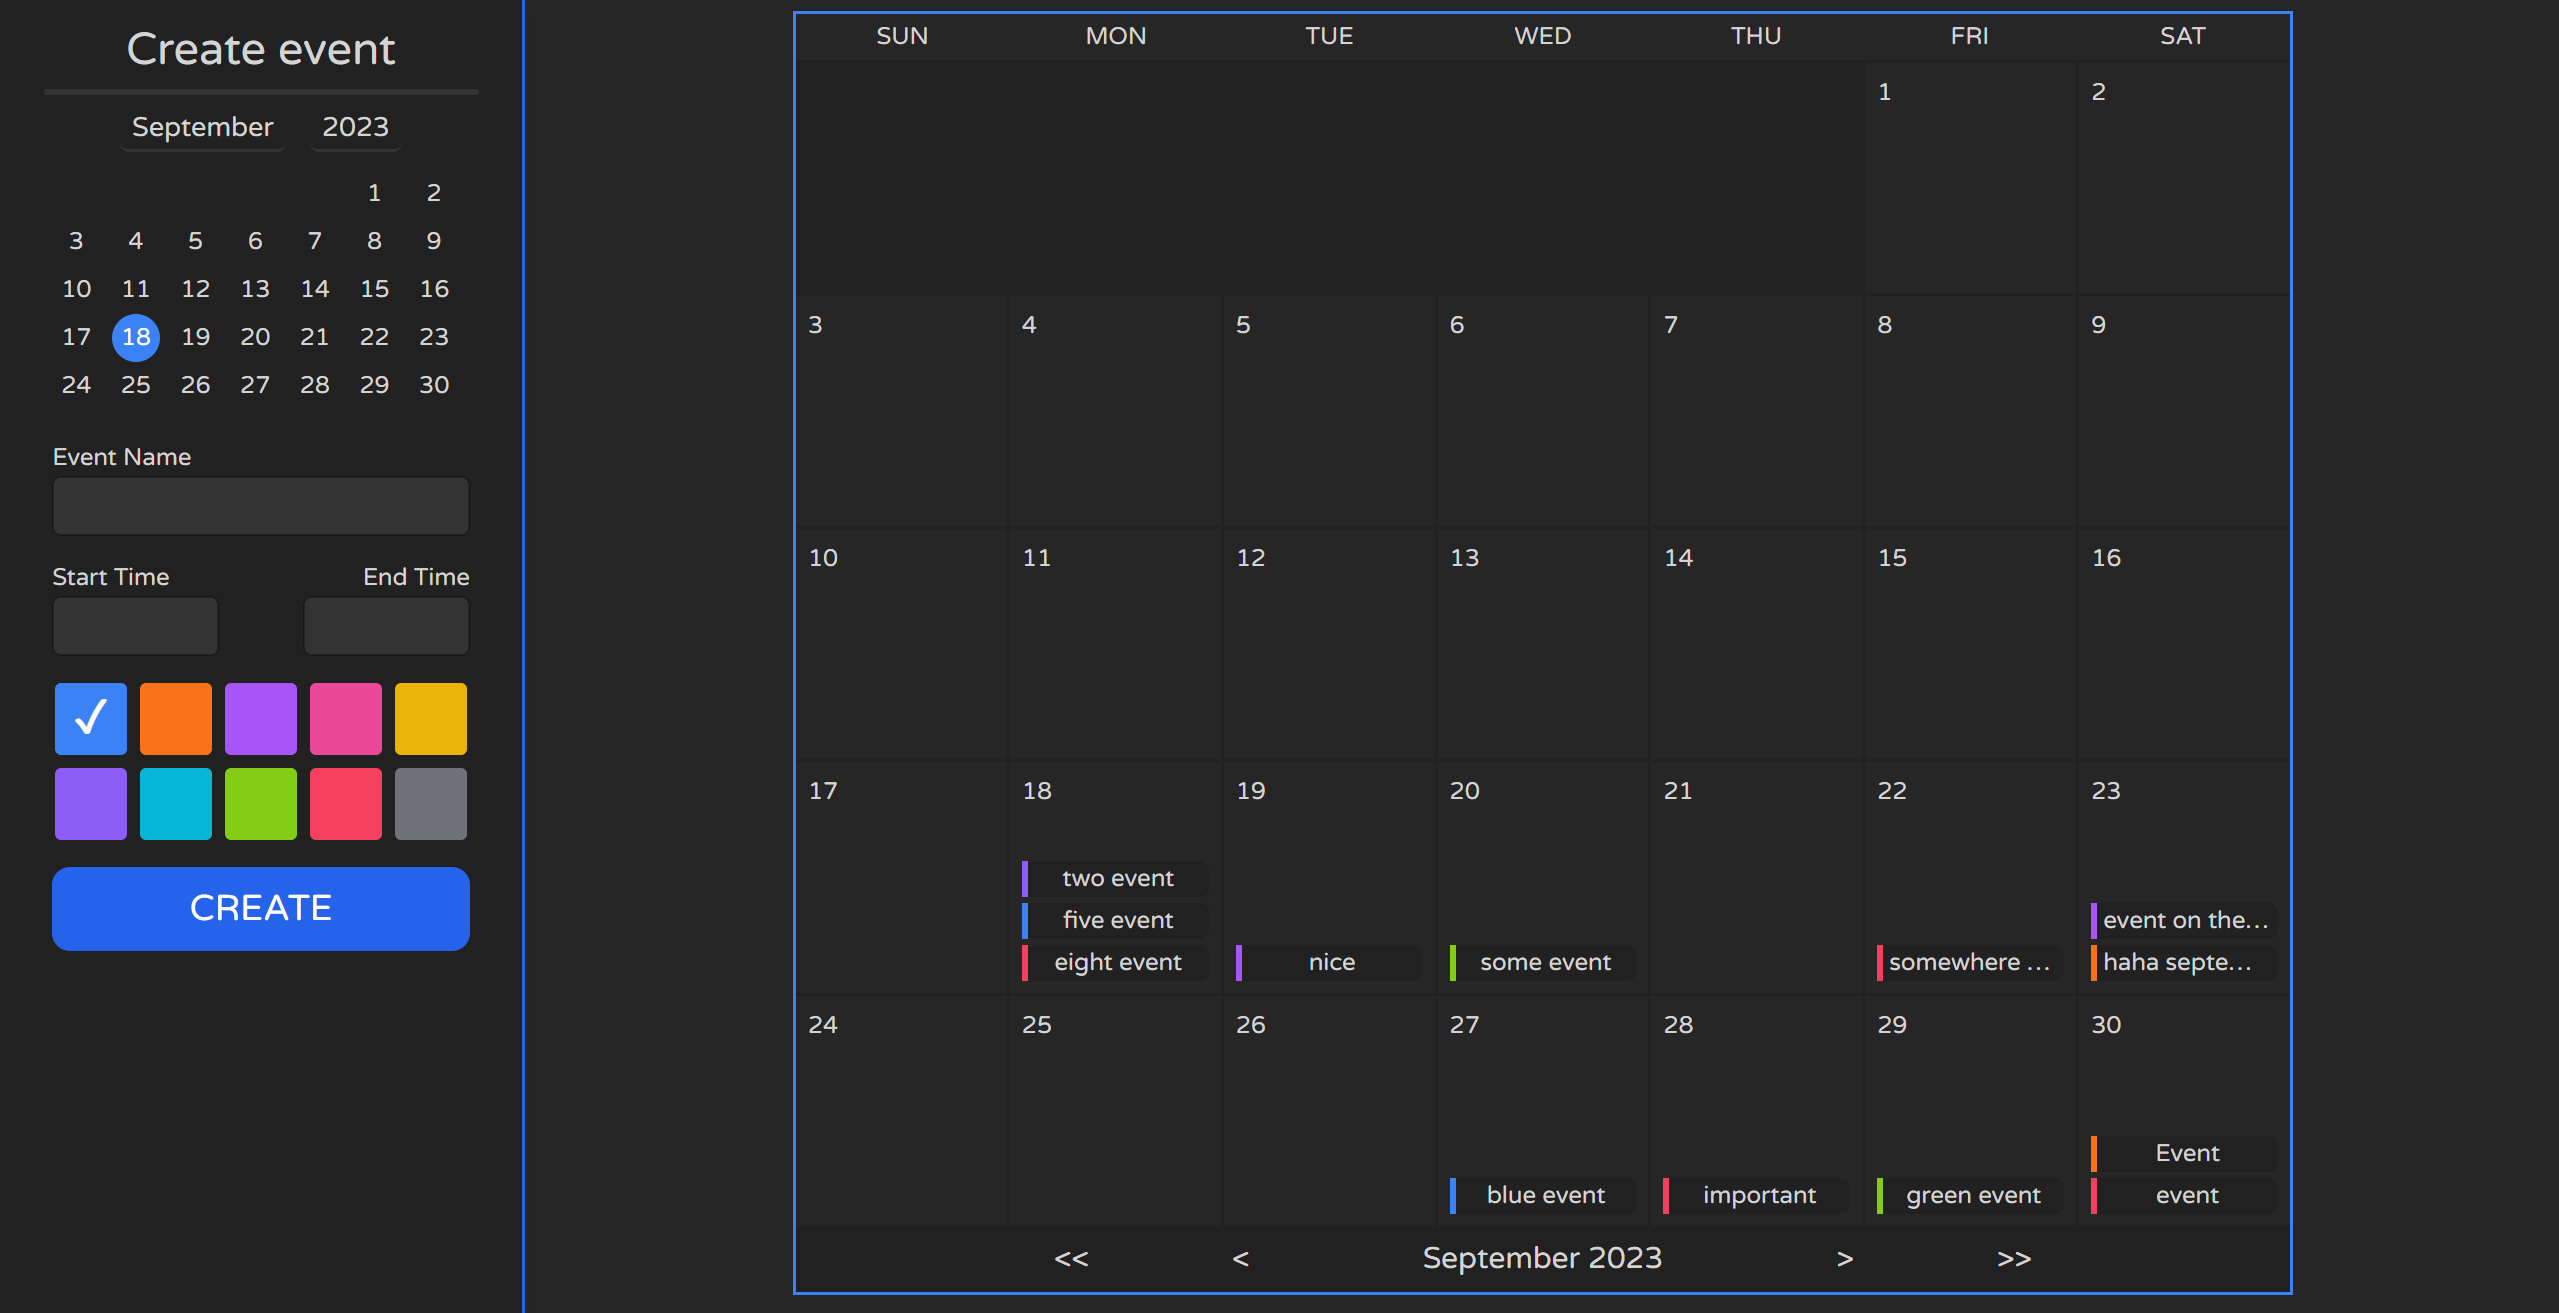 Create event
September 2023
1 2
3 4 5 6 7 8 9
10 11 12 13 14 15 16
17 18 19 20 21 22 23
24 25 26 27 28 29 30
Event Name
Start Time End Time
CREATE
SUN MON TUE WED THU FRI SAT
1 2
3 4 5 6 7 8 9
10 11 12 13 14 15 16
17 18 19 20 21 22 23
two event
five event event on the...
eight event nice some event somewhere ... haha septe...
24 25 26 27 28 29 30
Event
blue event important green event event
<< < September 2023 > >>